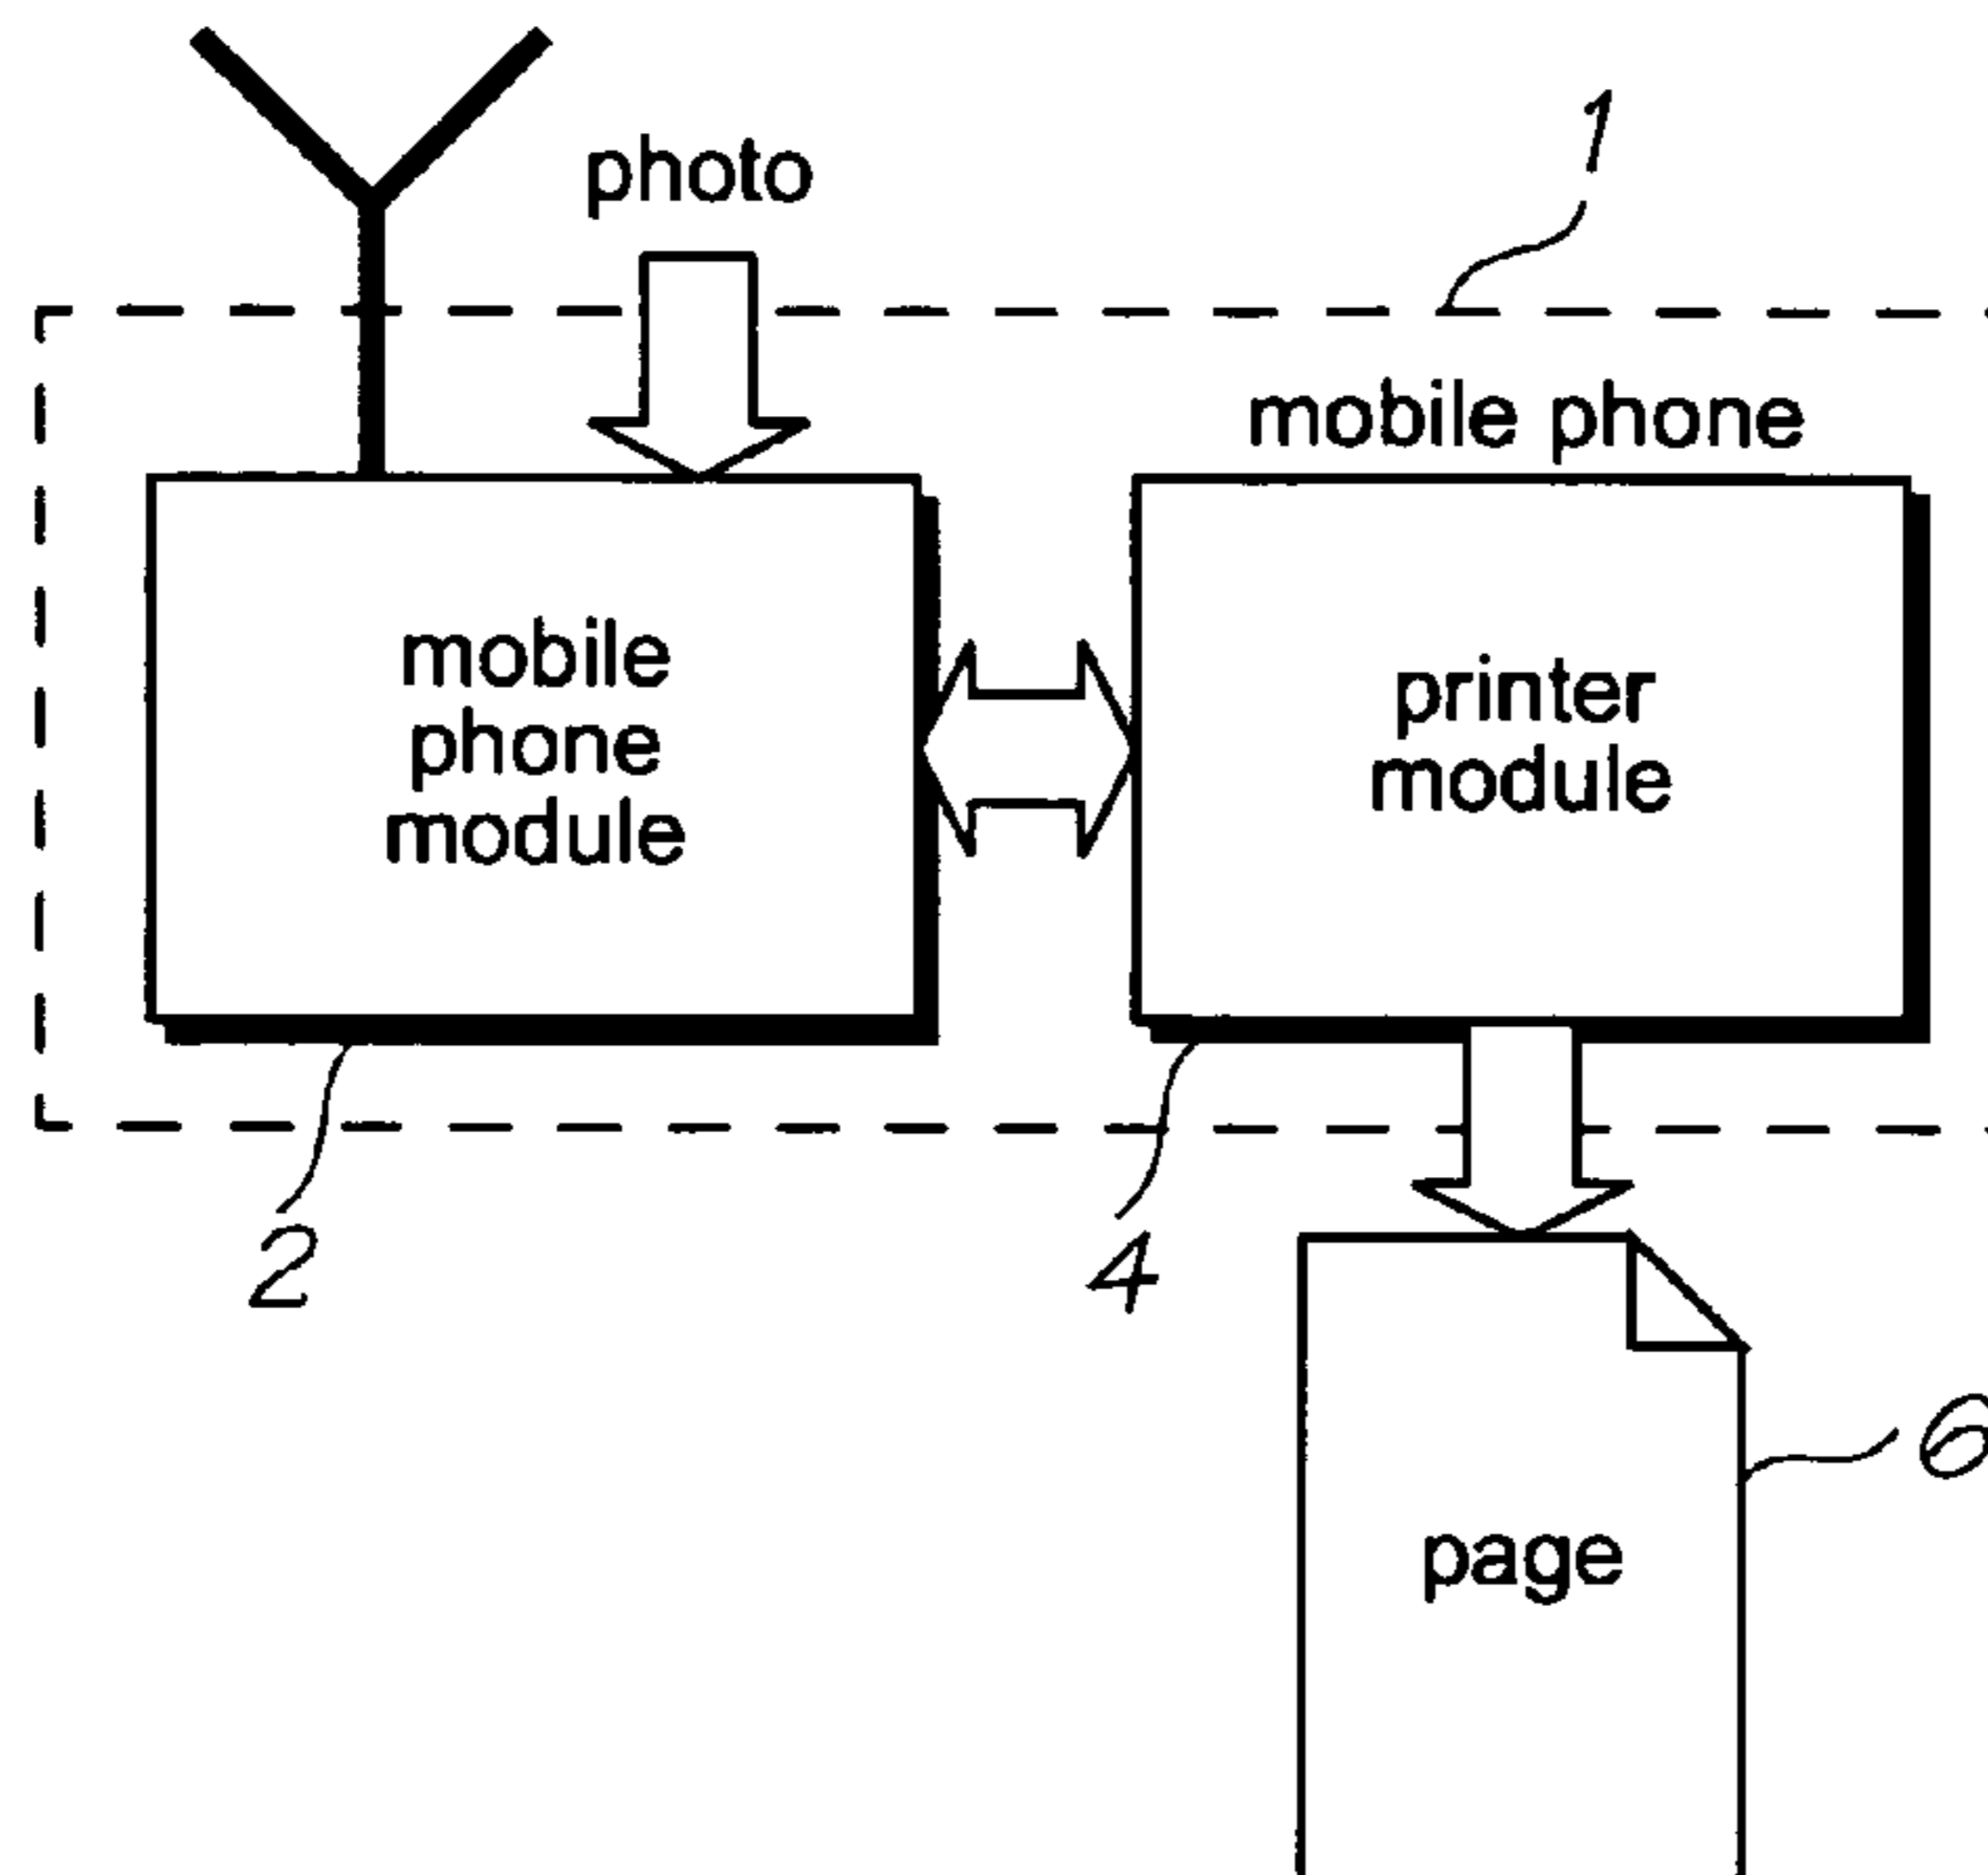 photo
1
mobile phone
mobile
phone
module
printer
module
2
4
6
page